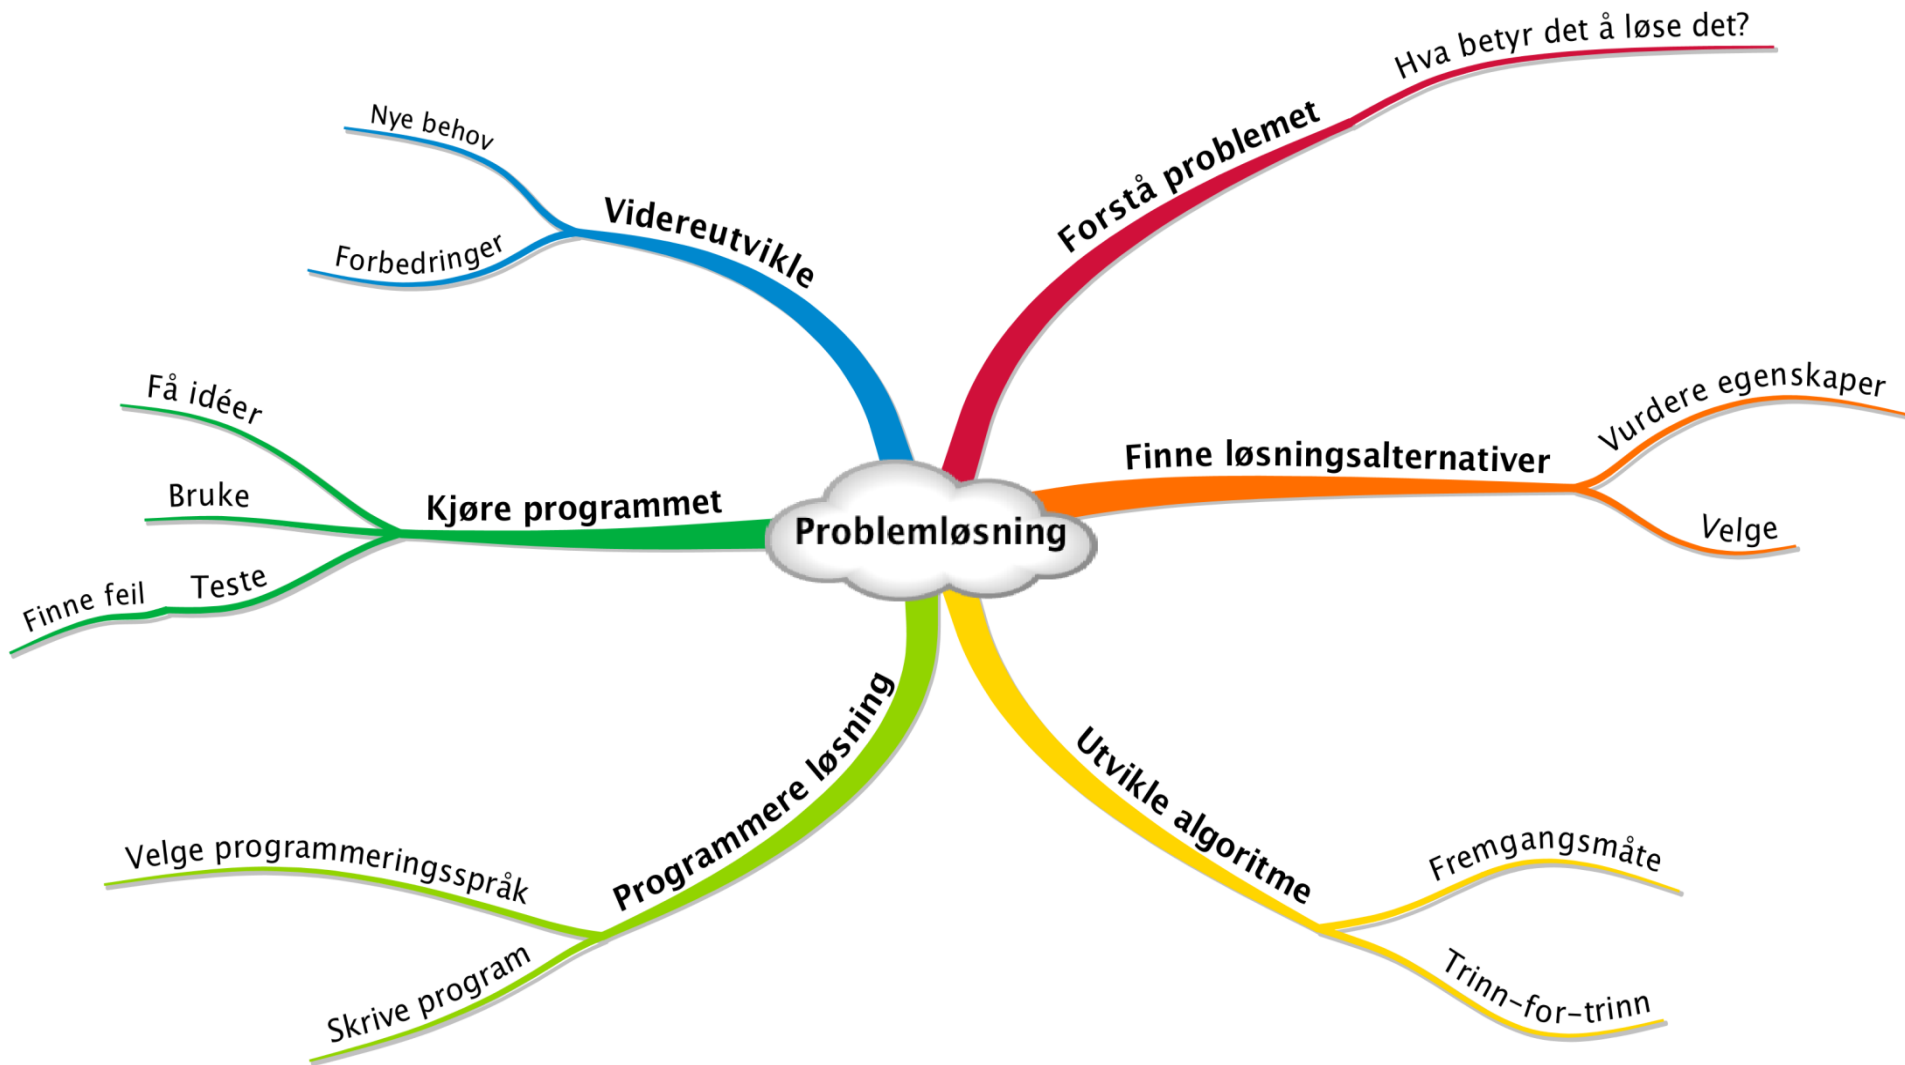 Problemløsning
Forstå problemet
Hva betyr det å løse det?
Finne løsningsalternativer
Vurdere egenskaper
Velge
Utvikle algoritme
Fremgangsmåte
Trinn-for-trinn
Programmere løsning
Velge programmeringsspråk
Skrive program
Kjøre programmet
Få idéer
Bruke
Teste
Finne feil
Videreutvikle
Nye behov
Forbedringer